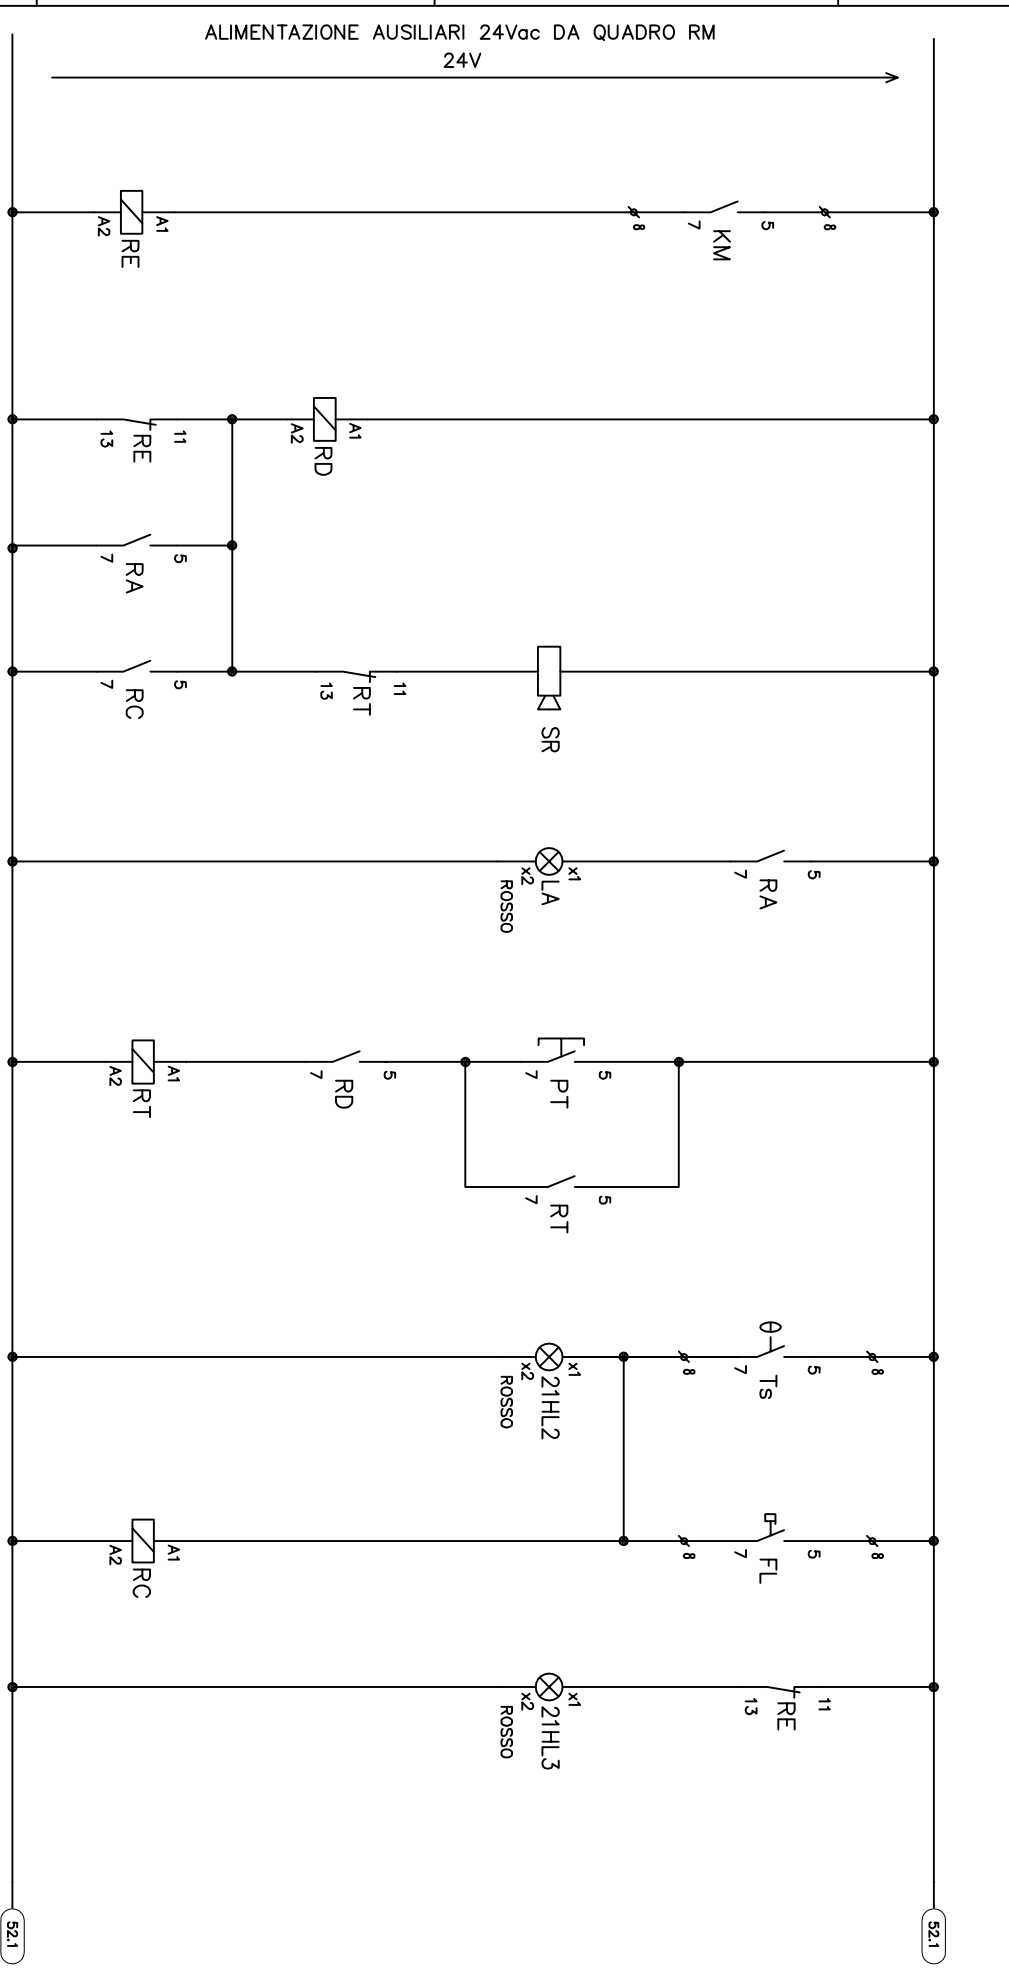 ALIMENTAZIONE AUSILIARI 24Vac DA QUADRO RM
24V
A2
A1
RE
8
7
KM
5
8
13
RE
11
A2
RD
A1
7
RA
5
7
RC
5
13
RT
11
SR
x2
LA
x1
ROSSO
7
RA
5
A2
RT
A1
7
RD
5
7
PT
5
7
RT
5
x2
21HL2
x1
ROSSO
8
θ
7
Ts
5
8
A2
RC
A1
8
7
FL
5
8
x2
21HL3
x1
ROSSO
13
RE
11
52.1
52.1